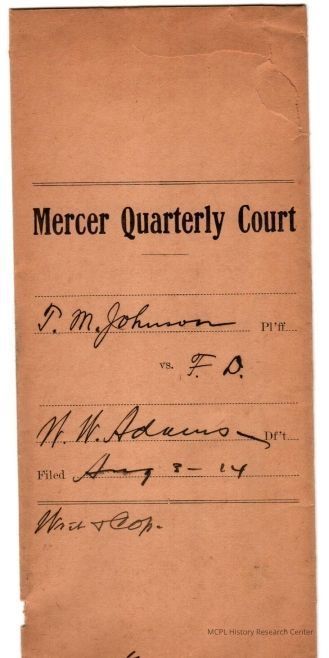 Mercer Quarterly Court
T. M. Johnson Pl'ff
vs. F. D.
W. W. Adams Df't
Filed Aug 3-14
Writ & Cop.
MCPL History Research Center